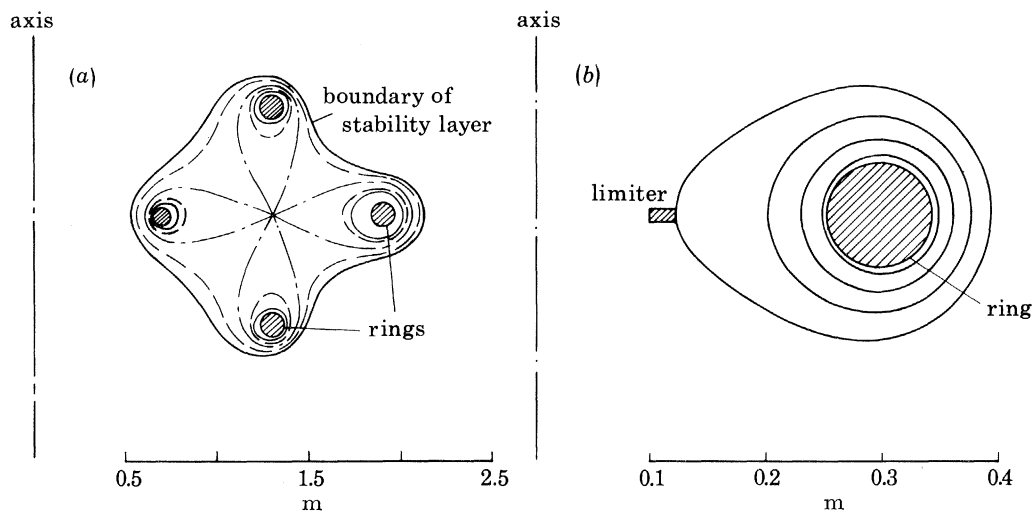 axis
(a)
boundary of
stability layer
rings
0.5
1.5
2.5
m
axis
(b)
limiter
ring
0.1
0.2
0.3
0.4
m